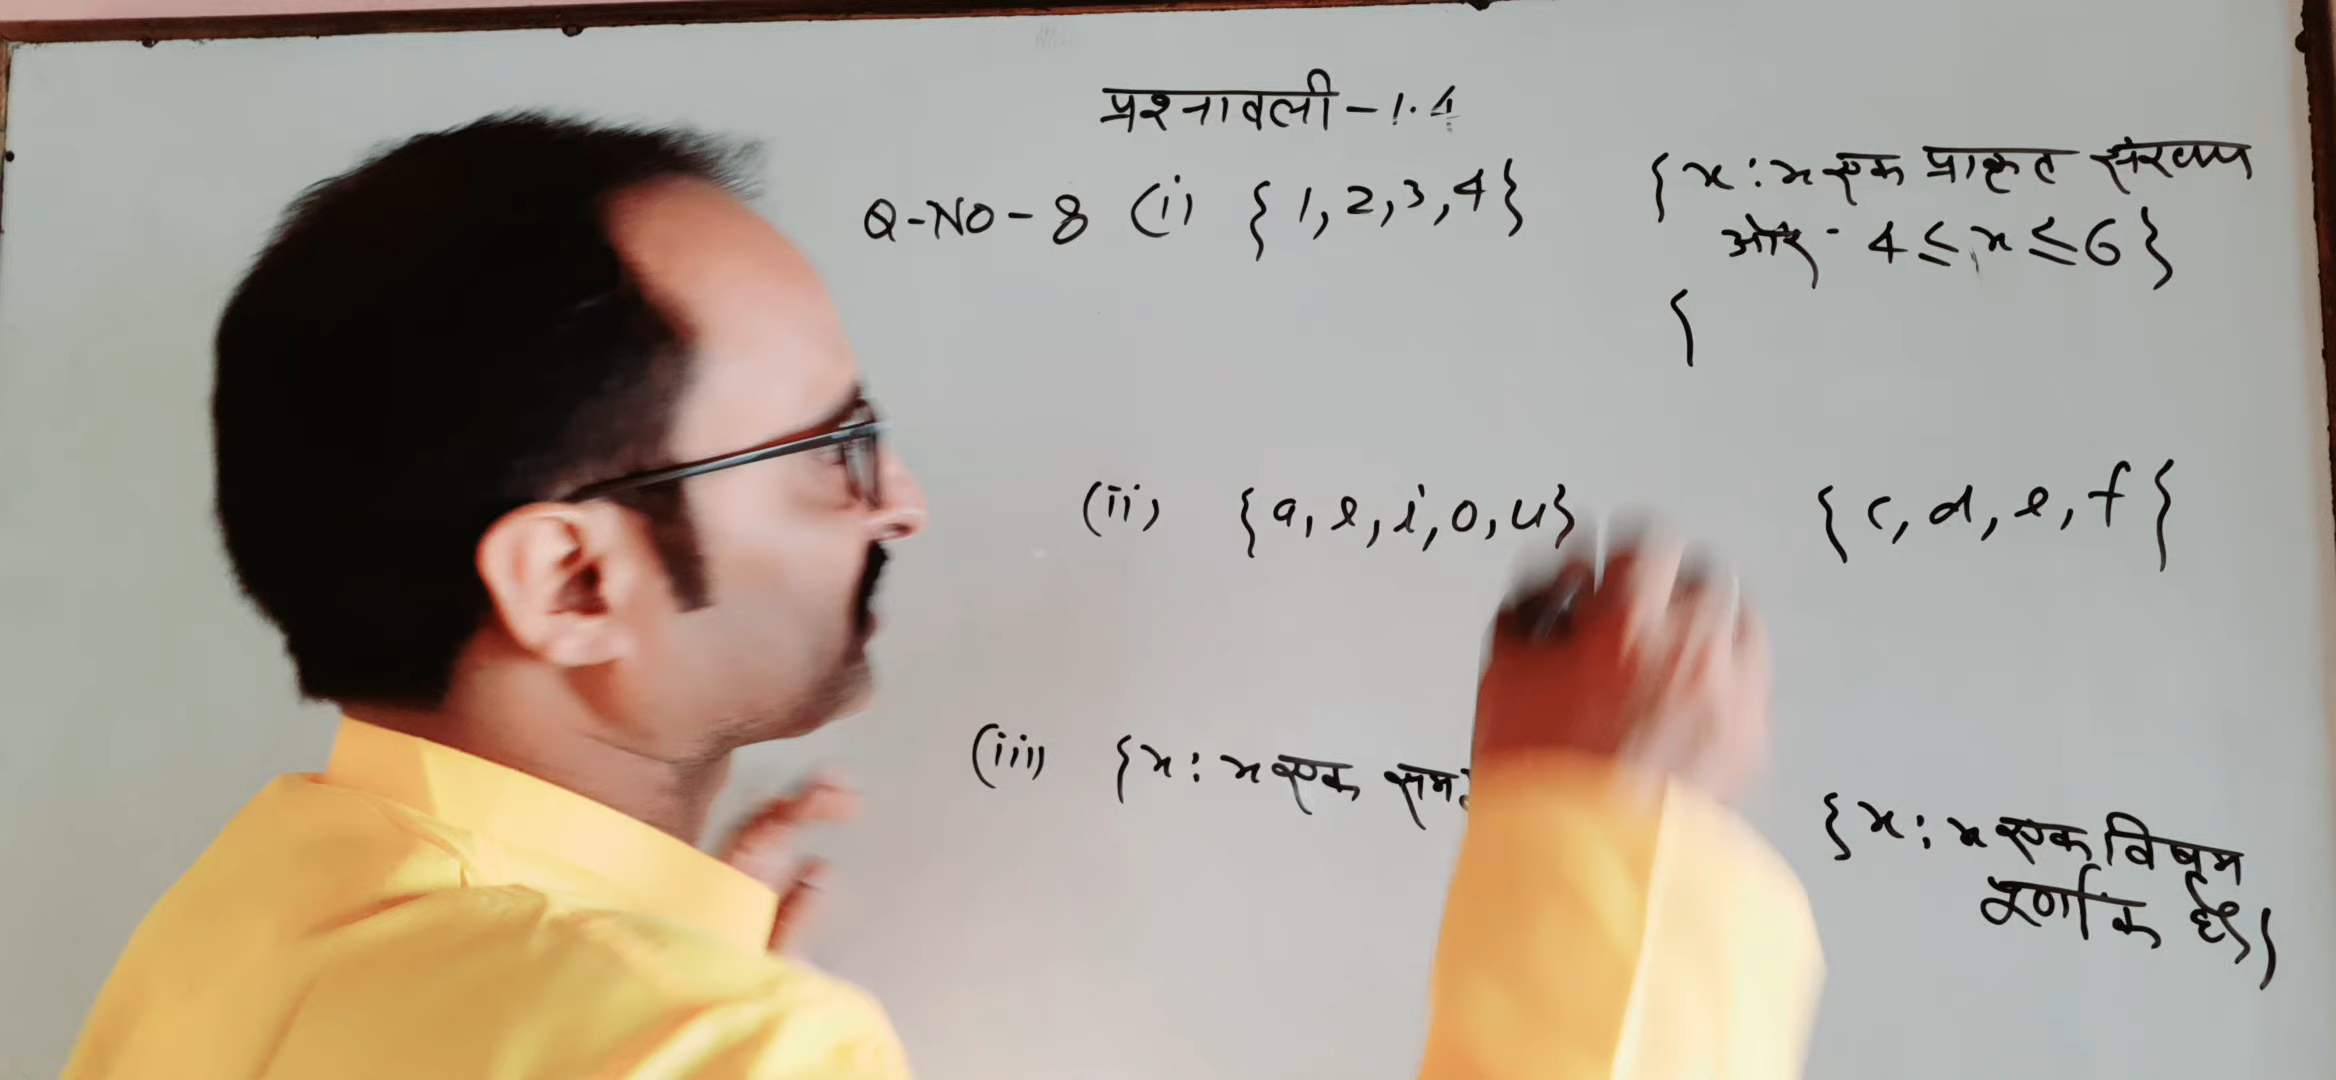 प्रश्नावली - 1.4
Q-NO-8 (i) { 1, 2, 3, 4 } { x : x एक प्राकृत संख्या
और 4 ≤ x ≤ 6 }
{
(ii) { a, e, i, o, u } { c, d, e, f }
(iii) { x : x एक सम
{ x : x एक विषम
पूर्णांक है }